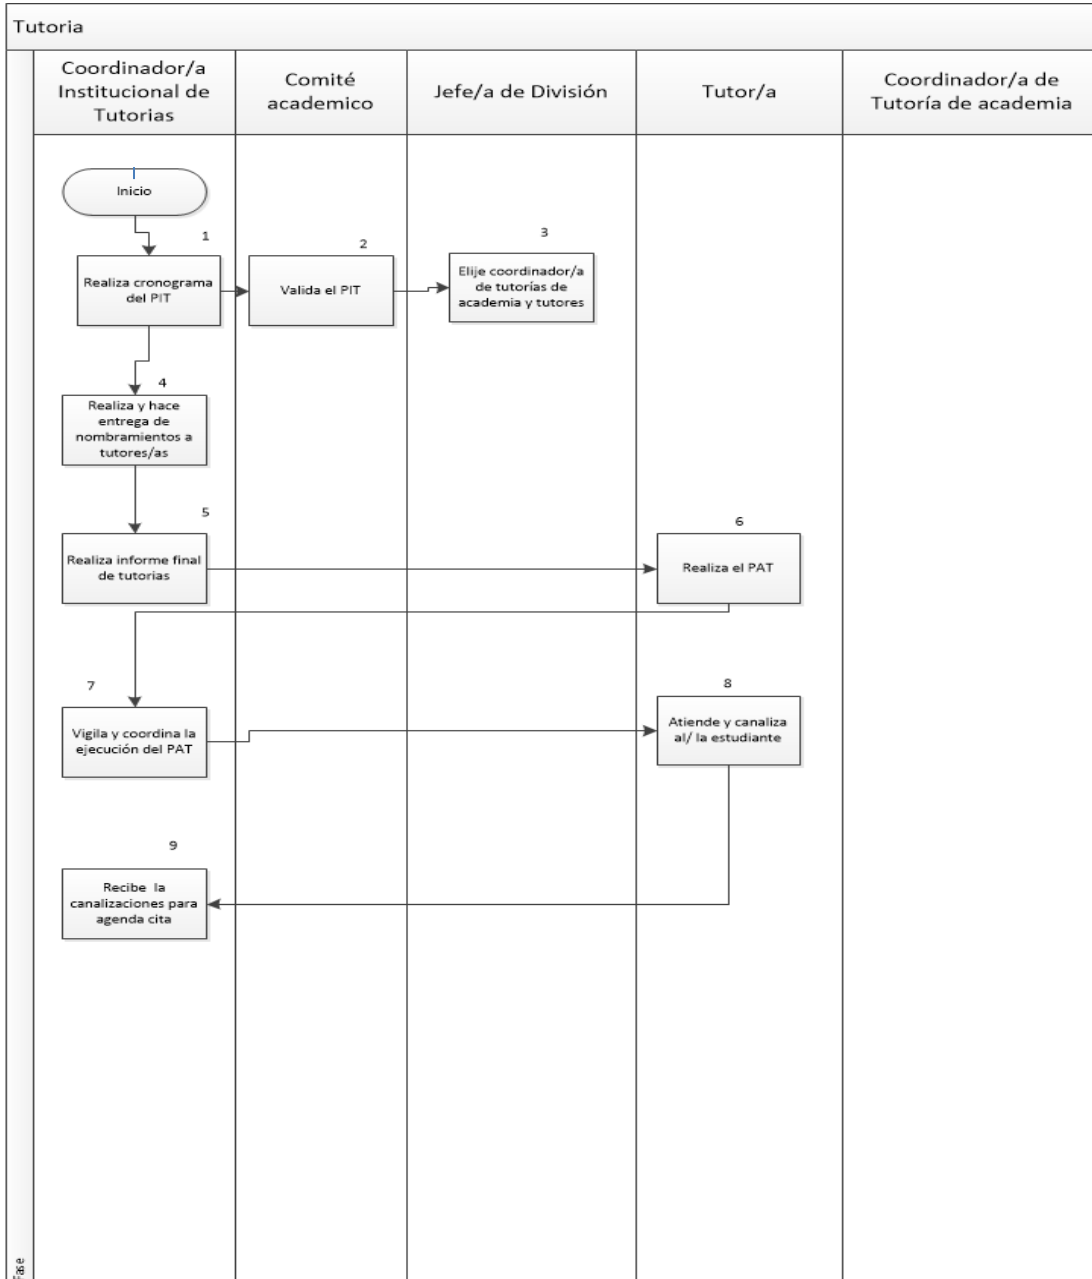 Tutoria
Coordinador/a
Institucional de
Tutorias
Comité
academico
Jefe/a de División
Tutor/a
Coordinador/a de
Tutoría de academia
Inicio
1
Realiza cronograma
del PIT
2
Valida el PIT
3
Elije coordinador/a
de tutorías de
academia y tutores
4
Realiza y hace
entrega de
nombramientos a
tutores/as
5
Realiza informe final
de tutorias
6
Realiza el PAT
7
Vigila y coordina la
ejecución del PAT
8
Atiende y canaliza
al/ la estudiante
9
Recibe la
canalizaciones para
agenda cita
Fase